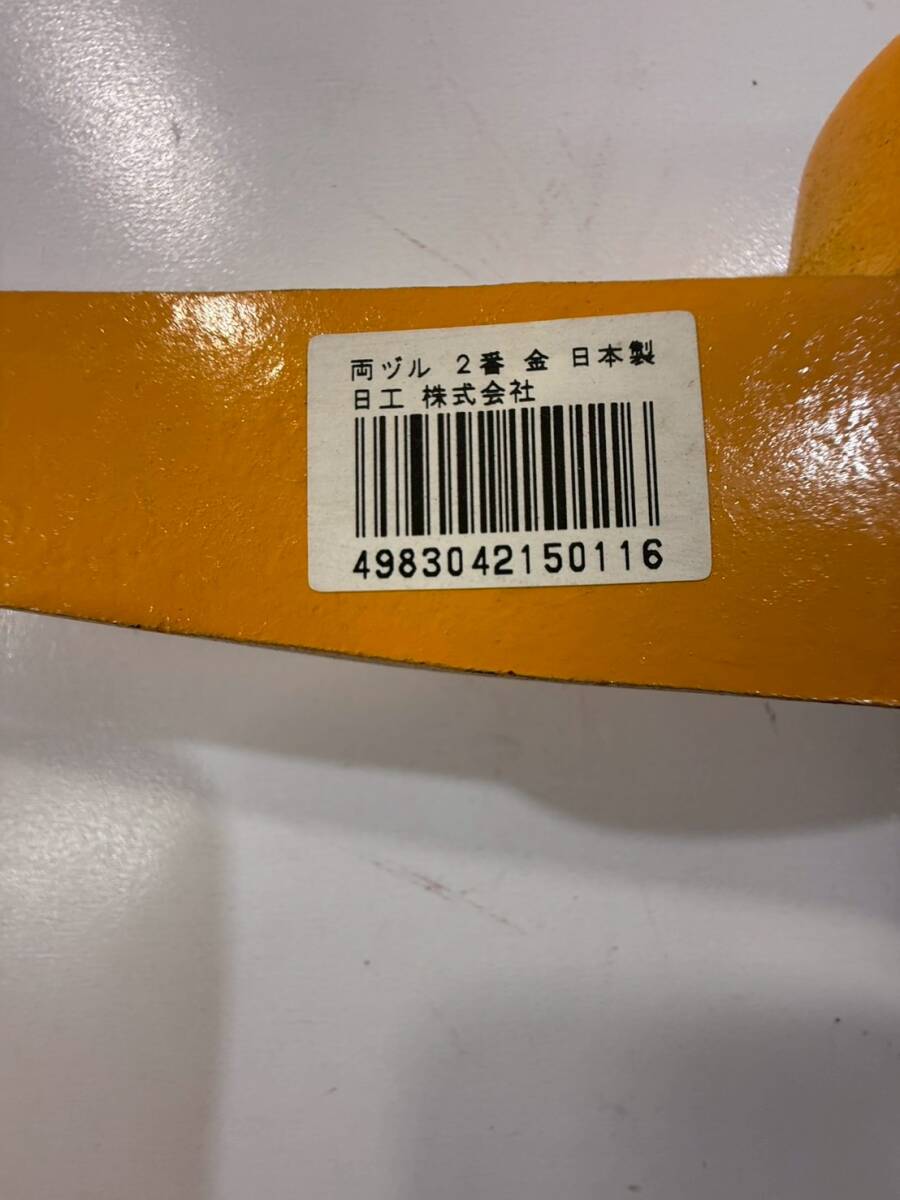 両ヅル 2番 金 日本製
日工 株式会社
4983042150116